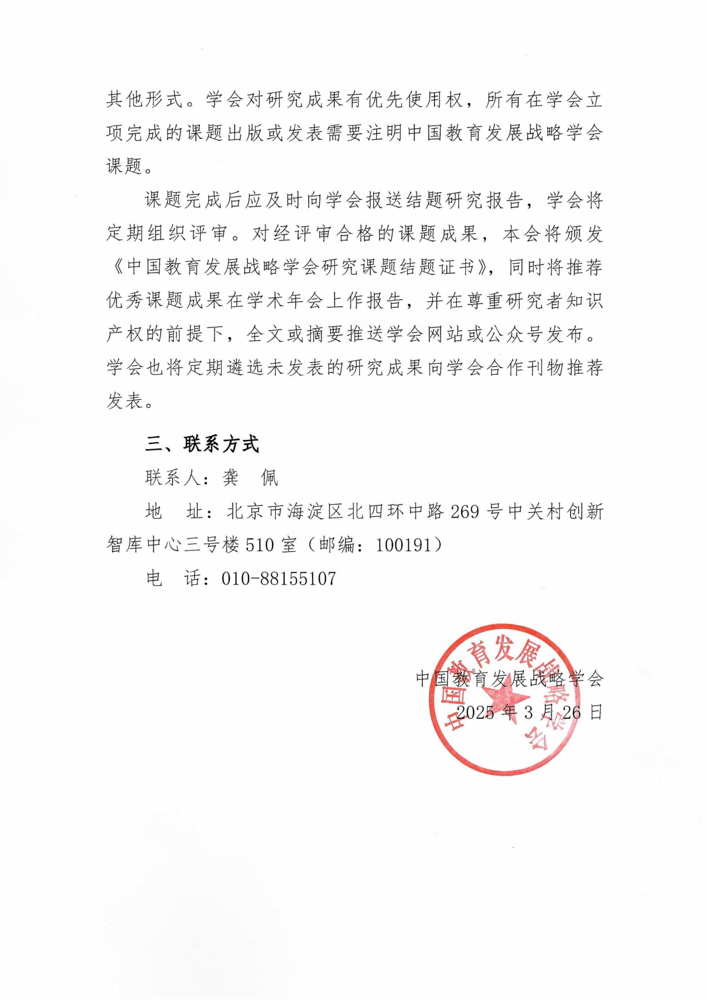 其他形式。学会对研究成果有优先使用权，所有在学会立
项完成的课题出版或发表需要注明中国教育发展战略学会
课题。
课题完成后应及时向学会报送结题研究报告，学会将
定期组织评审。对经评审合格的课题成果，本会将颁发
《中国教育发展战略学会研究课题结题证书》，同时将推荐
优秀课题成果在学术年会上作报告，并在尊重研究者知识
产权的前提下，全文或摘要推送学会网站或公众号发布。
学会也将定期遴选未发表的研究成果向学会合作刊物推荐
发表。
三、联系方式
联系人：龚　佩
地　址：北京市海淀区北四环中路 269 号中关村创新
智库中心三号楼 510 室（邮编：100191）
电　话：010-88155107
中国教育发展战略学会
2025 年 3 月 26 日
中国教育发展战略学会